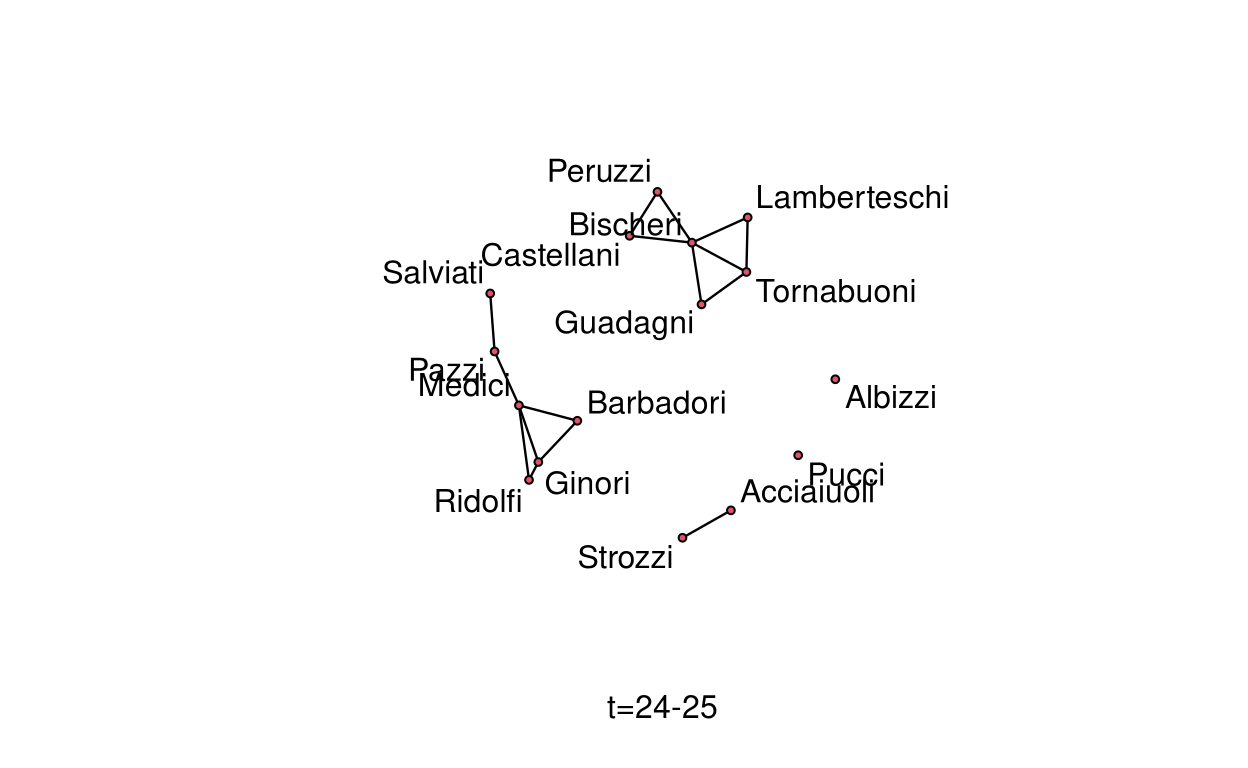 Peruzzi
Lamberteschi
Bischeri
Castellani
Salviati
Tornabuoni
Guadagni
Pazzi
Medici
Barbadori
Albizzi
Pucci
Ginori
Acciaiuoli
Ridolfi
Strozzi
t=24-25